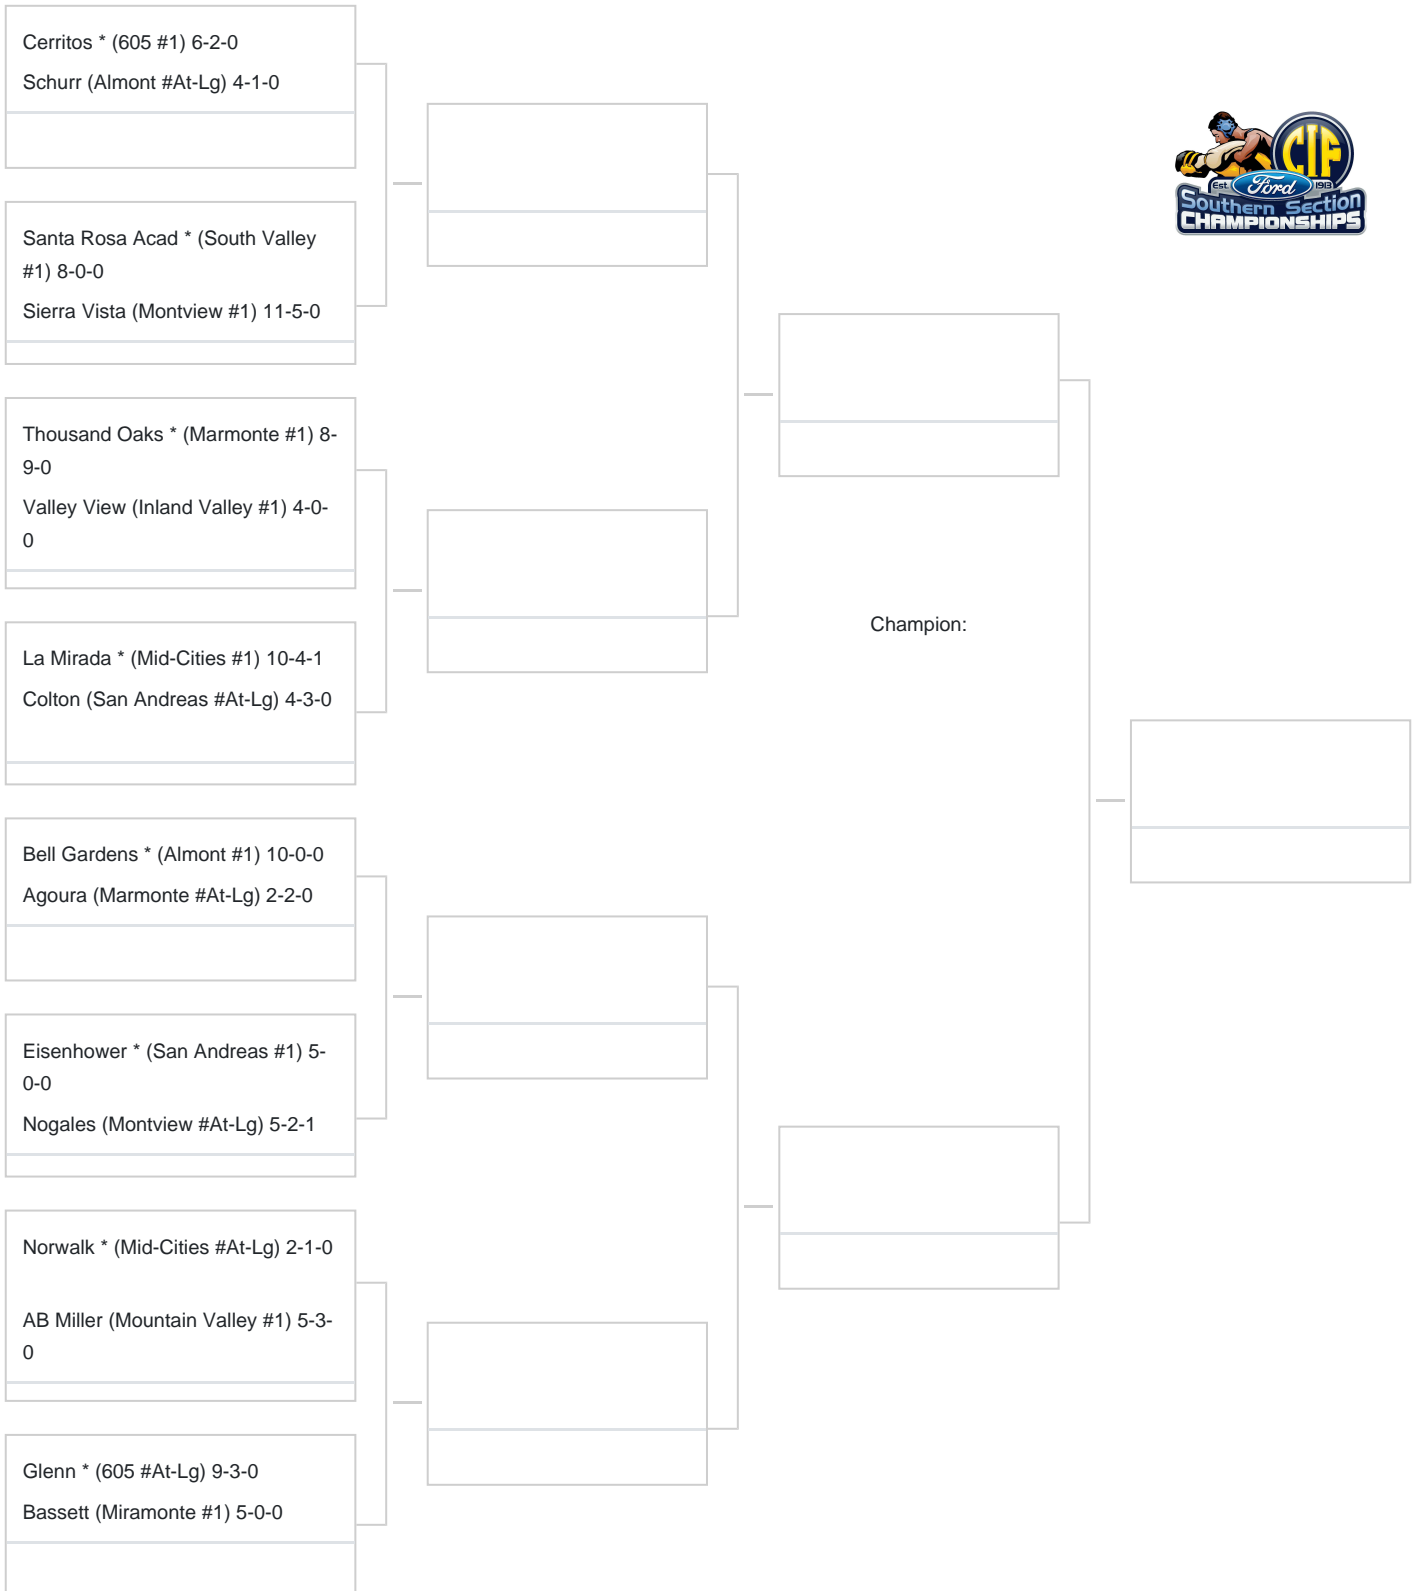 Cerritos * (605 #1) 6-2-0
Schurr (Almont #At-Lg) 4-1-0
CIF
Est. Ford 1913
Southern Section
CHAMPIONSHIPS
Santa Rosa Acad * (South Valley
#1) 8-0-0
Sierra Vista (Montview #1) 11-5-0
Thousand Oaks * (Marmonte #1) 8-
9-0
Valley View (Inland Valley #1) 4-0-
0
Champion:
La Mirada * (Mid-Cities #1) 10-4-1
Colton (San Andreas #At-Lg) 4-3-0
Bell Gardens * (Almont #1) 10-0-0
Agoura (Marmonte #At-Lg) 2-2-0
Eisenhower * (San Andreas #1) 5-
0-0
Nogales (Montview #At-Lg) 5-2-1
Norwalk * (Mid-Cities #At-Lg) 2-1-0
AB Miller (Mountain Valley #1) 5-3-
0
Glenn * (605 #At-Lg) 9-3-0
Bassett (Miramonte #1) 5-0-0